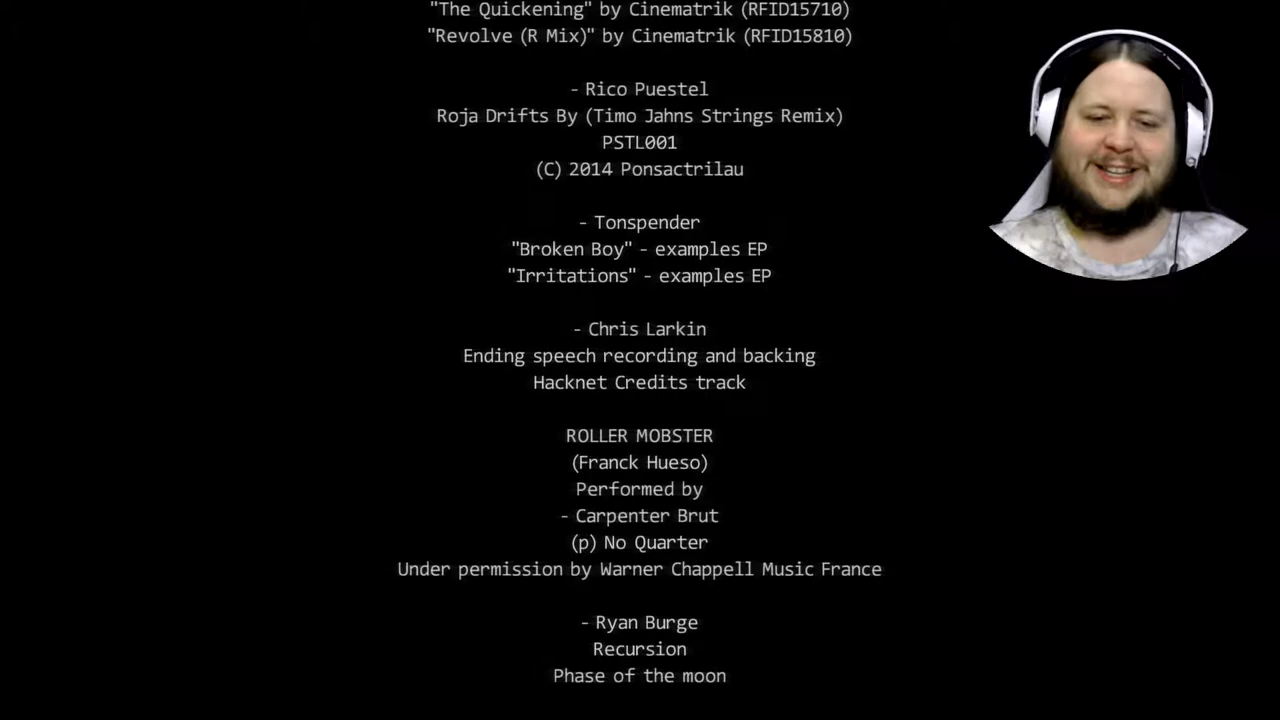 "The Quickening" by Cinematrik (RFID15710)
"Revolve (R Mix)" by Cinematrik (RFID15810)
- Rico Puestel
Roja Drifts By (Timo Jahns Strings Remix)
PSTL001
(C) 2014 Ponsactrilau
- Tonspender
"Broken Boy" - examples EP
"Irritations" - examples EP
- Chris Larkin
Ending speech recording and backing
Hacknet Credits track
ROLLER MOBSTER
(Franck Hueso)
Performed by
- Carpenter Brut
(p) No Quarter
Under permission by Warner Chappell Music France
- Ryan Burge
Recursion
Phase of the moon